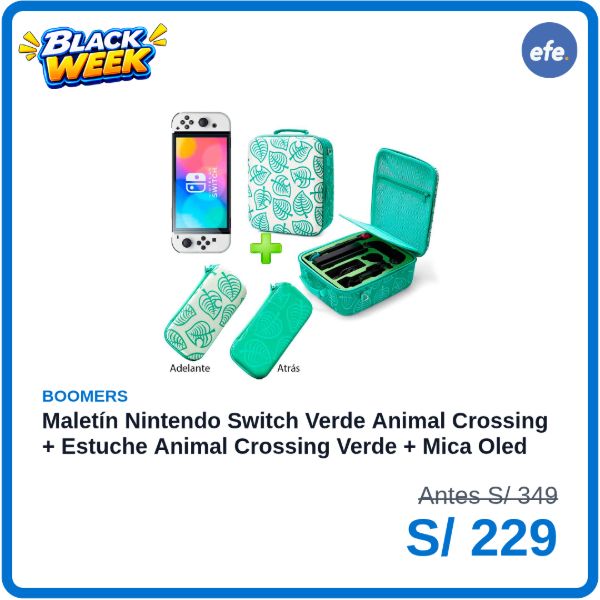 BLACK
WEEK
efe.
NINTENDO
SWITCH
Adelante
Atrás
BOOMERS
Maletín Nintendo Switch Verde Animal Crossing
+ Estuche Animal Crossing Verde + Mica Oled
Antes S/ 349
S/ 229